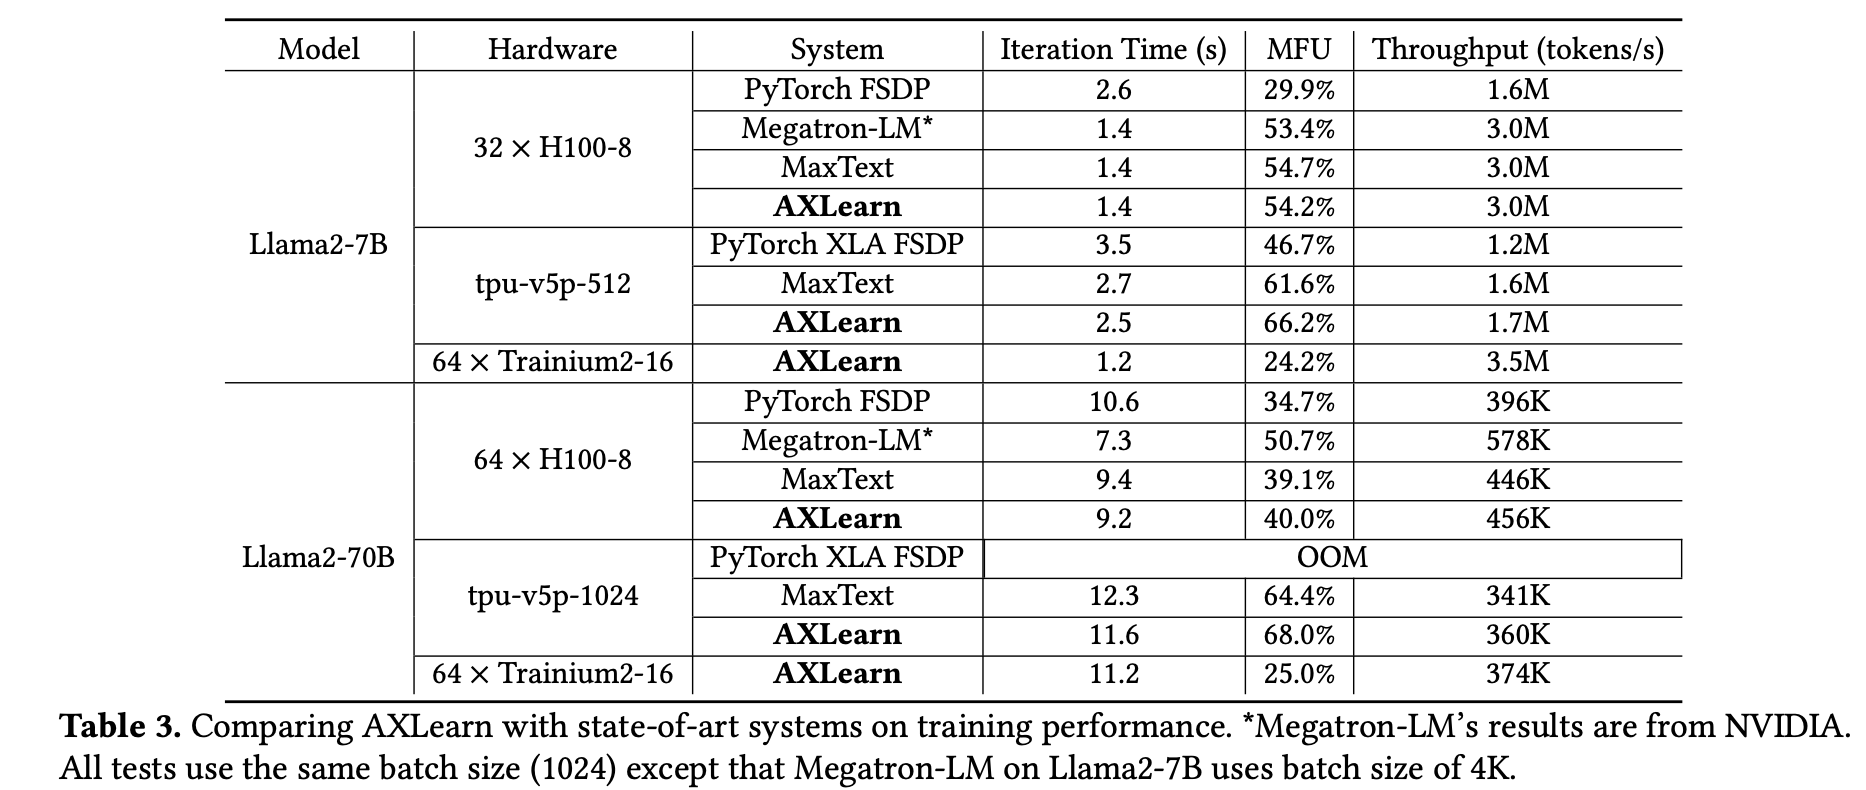 Model Hardware System Iteration Time (s) MFU Throughput (tokens/s)
Llama2-7B 32 × H100-8 PyTorch FSDP 2.6 29.9% 1.6M
Megatron-LM* 1.4 53.4% 3.0M
MaxText 1.4 54.7% 3.0M
AXLearn 1.4 54.2% 3.0M
tpu-v5p-512 PyTorch XLA FSDP 3.5 46.7% 1.2M
MaxText 2.7 61.6% 1.6M
AXLearn 2.5 66.2% 1.7M
64 × Trainium2-16 AXLearn 1.2 24.2% 3.5M
Llama2-70B 64 × H100-8 PyTorch FSDP 10.6 34.7% 396K
Megatron-LM* 7.3 50.7% 578K
MaxText 9.4 39.1% 446K
AXLearn 9.2 40.0% 456K
tpu-v5p-1024 PyTorch XLA FSDP OOM
MaxText 12.3 64.4% 341K
AXLearn 11.6 68.0% 360K
64 × Trainium2-16 AXLearn 11.2 25.0% 374K
Table 3. Comparing AXLearn with state-of-art systems on training performance. *Megatron-LM’s results are from NVIDIA.
All tests use the same batch size (1024) except that Megatron-LM on Llama2-7B uses batch size of 4K.